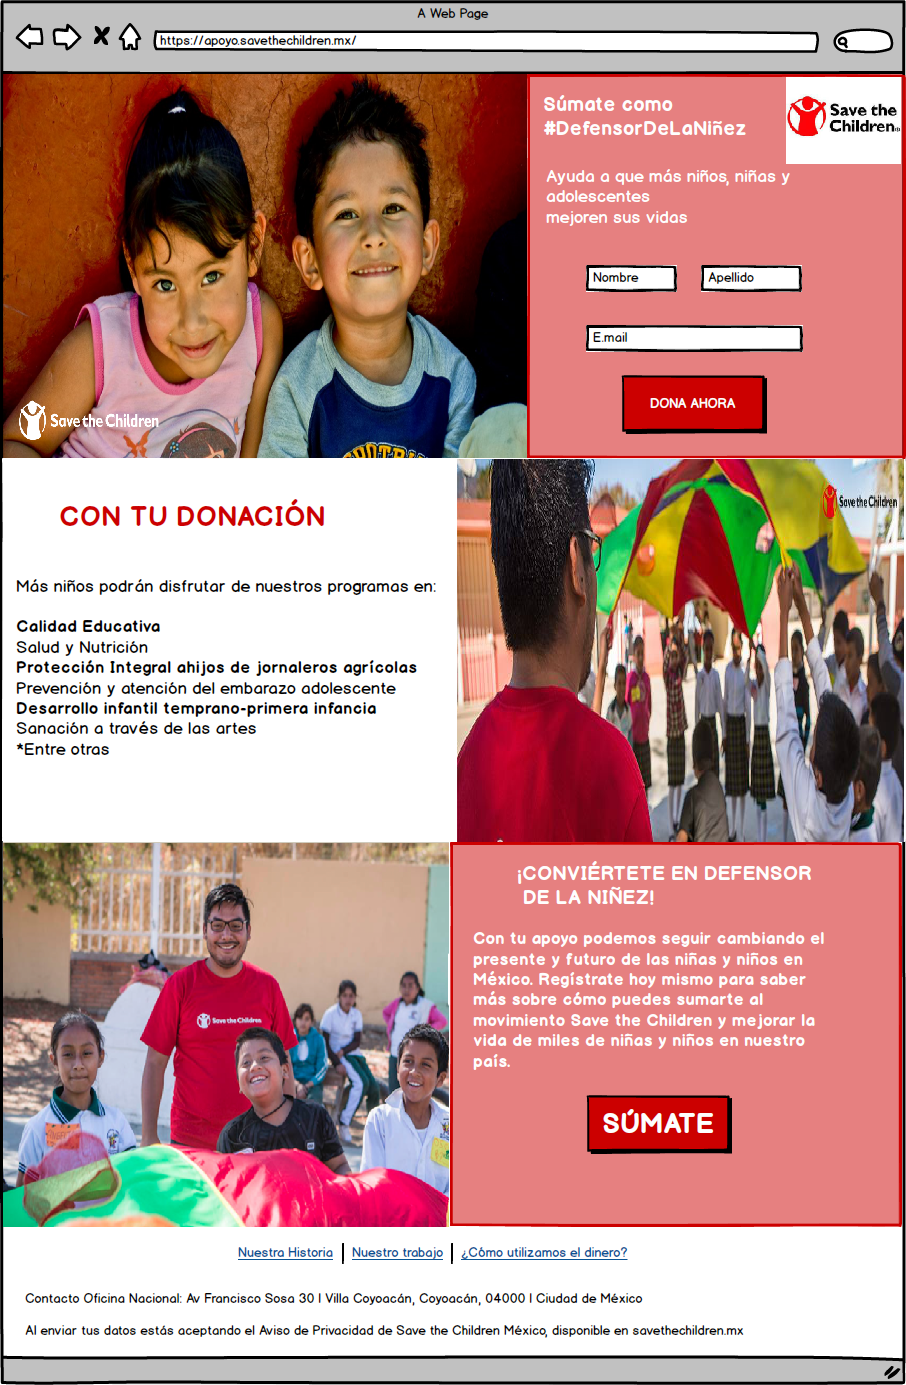 A Web Page
https://apoyo.savethechildren.mx/
Súmate como
#DefensorDeLaNiñez
Save the
Children
Ayuda a que más niños, niñas y
adolescentes
mejoren sus vidas
Nombre
Apellido
E.mail
DONA AHORA
Save the Children
CON TU DONACIÓN
Save the Children
Más niños podrán disfrutar de nuestros programas en:
Calidad Educativa
Salud y Nutrición
Protección Integral ahijos de jornaleros agrícolas
Prevención y atención del embarazo adolescente
Desarrollo infantil temprano-primera infancia
Sanación a través de las artes
*Entre otras
¡CONVIÉRTETE EN DEFENSOR
DE LA NIÑEZ!
Con tu apoyo podemos seguir cambiando el
presente y futuro de las niñas y niños en
México. Regístrate hoy mismo para saber
más sobre cómo puedes sumarte al
movimiento Save the Children y mejorar la
vida de miles de niñas y niños en nuestro
país.
Save the Children
SÚMATE
Nuestra Historia | Nuestro trabajo | ¿Cómo utilizamos el dinero?
Contacto Oficina Nacional: Av Francisco Sosa 30 | Villa Coyoacán, Coyoacán, 04000 | Ciudad de México
Al enviar tus datos estás aceptando el Aviso de Privacidad de Save the Children México, disponible en savethechildren.mx